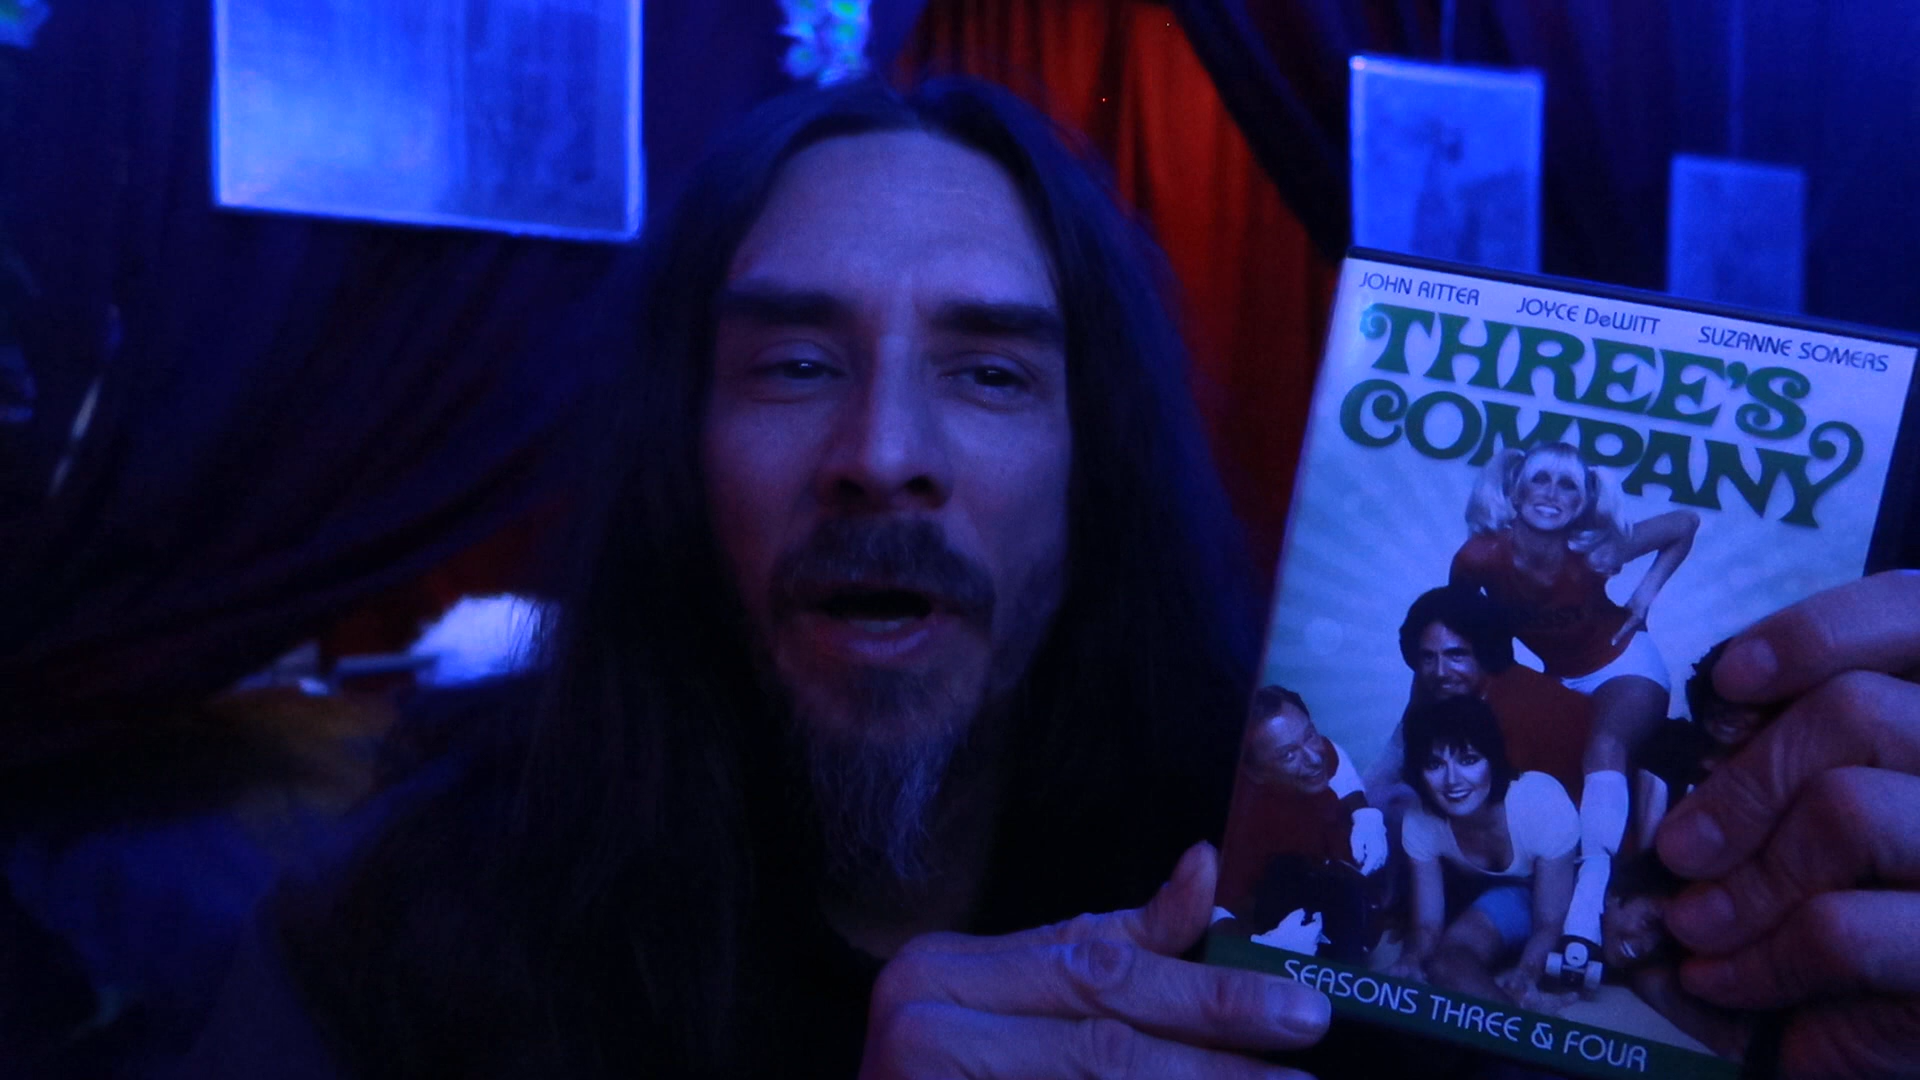 JOHN RITTER JOYCE DeWITT SUZANNE SOMERS
THREE'S
COMPANY
SEASONS THREE & FOUR